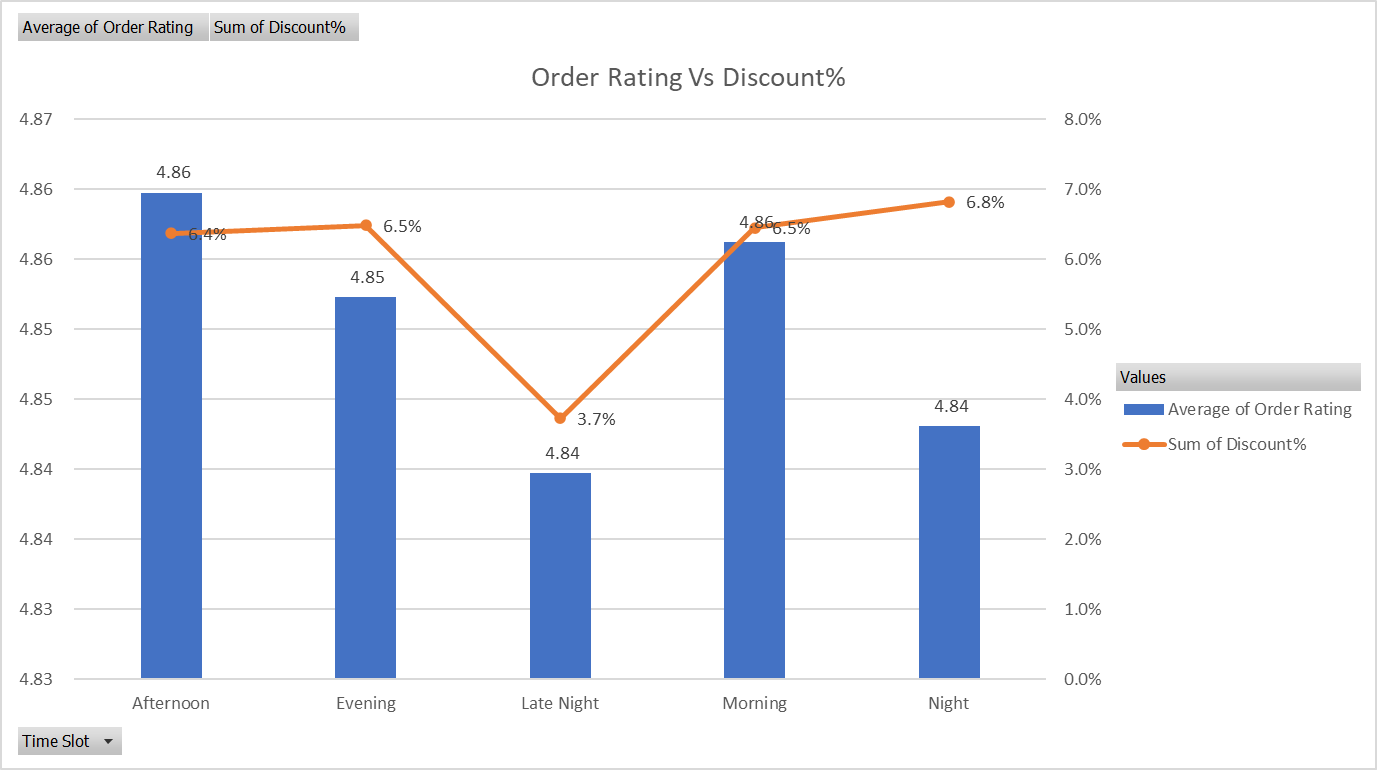 Average of Order Rating Sum of Discount%
Order Rating Vs Discount%
4.87 8.0%
4.86
4.86 7.0%
6.8%
4.86
6.4% 6.5% 6.5%
4.86 6.0%
4.85
4.85 5.0%
Values
4.85 4.0%
4.84
Average of Order Rating
3.7%
Sum of Discount%
4.84
4.84 3.0%
4.84 2.0%
4.83 1.0%
4.83 0.0%
Afternoon Evening Late Night Morning Night
Time Slot